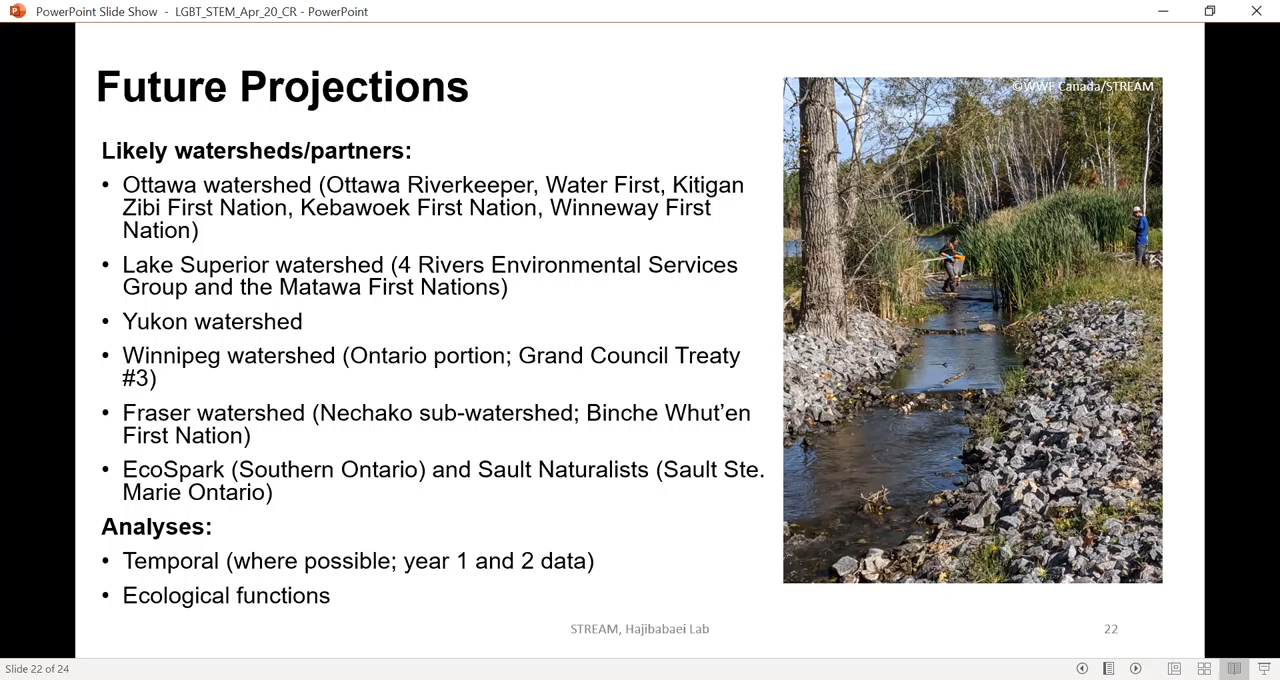 PowerPoint Slide Show - LGBT_STEM_Apr_20_CR - PowerPoint
Future Projections
©WWF Canada/STREAM
Likely watersheds/partners:
• Ottawa watershed (Ottawa Riverkeeper, Water First, Kitigan
Zibi First Nation, Kebawoek First Nation, Winneway First
Nation)
• Lake Superior watershed (4 Rivers Environmental Services
Group and the Matawa First Nations)
• Yukon watershed
• Winnipeg watershed (Ontario portion; Grand Council Treaty
#3)
• Fraser watershed (Nechako sub-watershed; Binche Whut’en
First Nation)
• EcoSpark (Southern Ontario) and Sault Naturalists (Sault Ste.
Marie Ontario)
Analyses:
• Temporal (where possible; year 1 and 2 data)
• Ecological functions
STREAM, Hajibabaei Lab
22
Slide 22 of 24